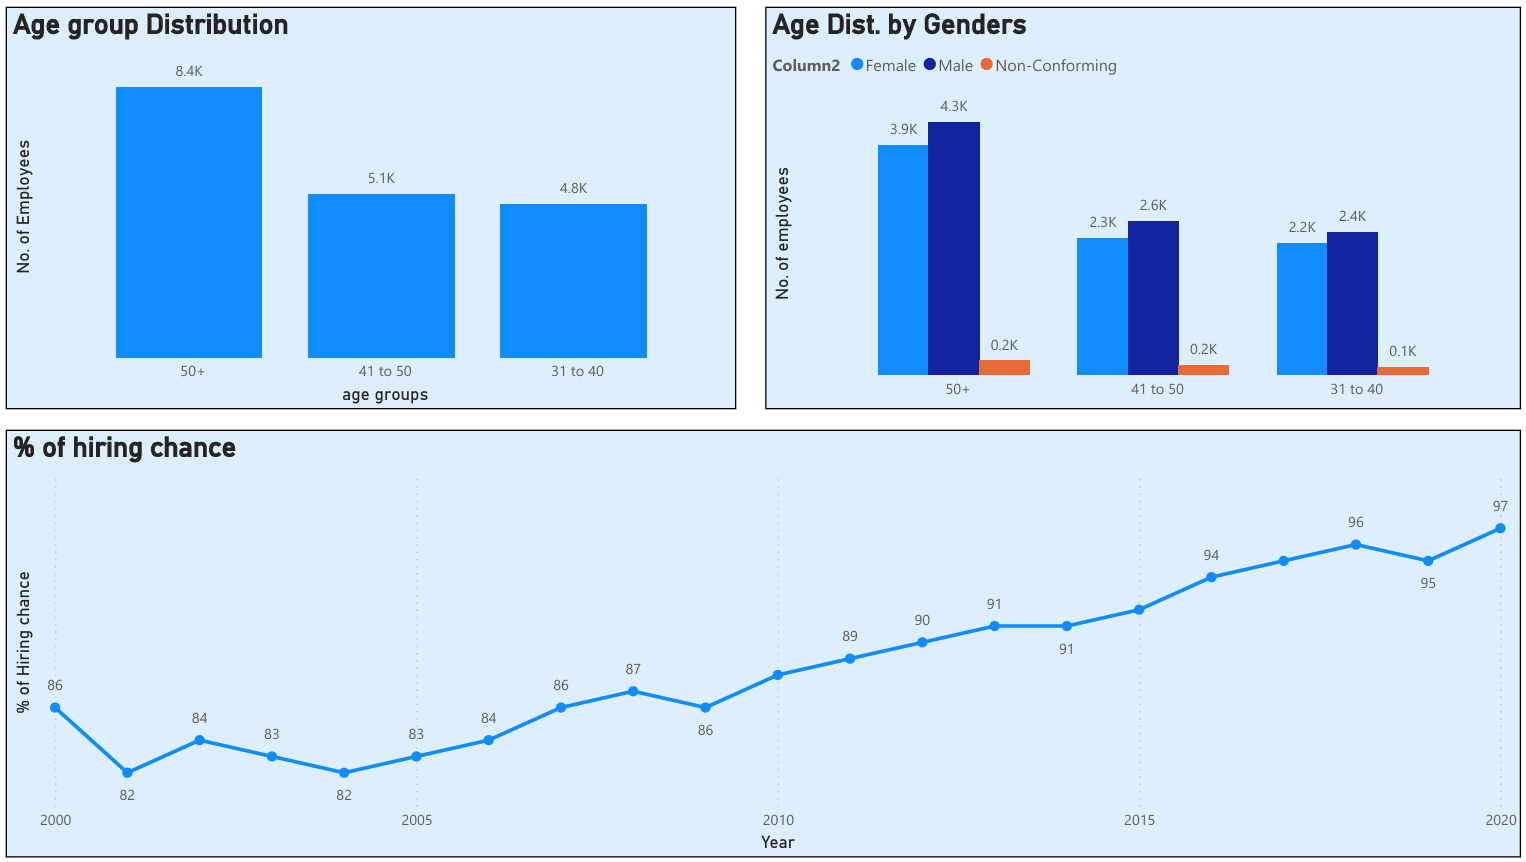 Age group Distribution
8.4K
5.1K
4.8K
No. of Employees
50+ 41 to 50 31 to 40
age groups
Age Dist. by Genders
Column2 Female Male Non-Conforming
4.3K
3.9K
2.6K
2.3K
2.4K
2.2K
0.2K
0.2K
0.1K
No. of employees
50+ 41 to 50 31 to 40
% of hiring chance
% of Hiring chance
86
82
84
83
82
83
84
86
87
86
89
90
91
91
94
96
95
97
2000 2005 2010 2015 2020
Year